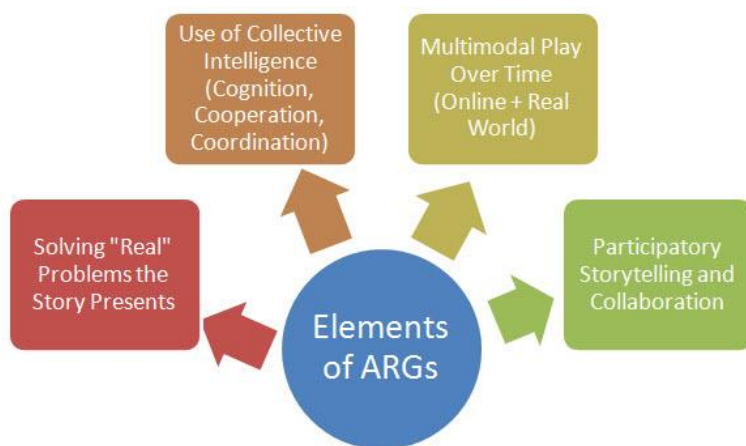 Use of Collective
Intelligence
(Cognition,
Cooperation,
Coordination)
Multimodal Play
Over Time
(Online + Real
World)
Solving "Real"
Problems the
Story Presents
Participatory
Storytelling and
Collaboration
Elements
of ARGs